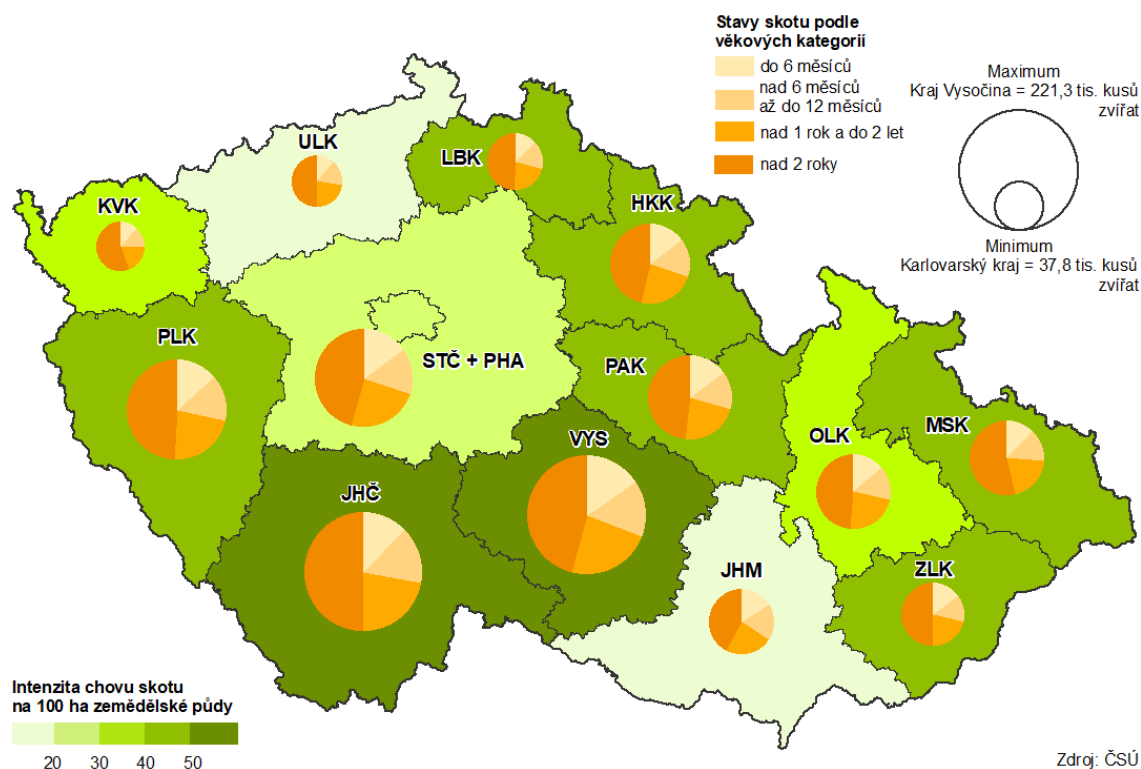 Stavy skotu podle
věkových kategorií
do 6 měsíců
nad 6 měsíců
až do 12 měsíců
nad 1 rok a do 2 let
nad 2 roky
Maximum
Kraj Vysočina = 221,3 tis. kusů
zvířat
Minimum
Karlovarský kraj = 37,8 tis. kusů
zvířat
ULK
LBK
KVK
HKK
PLK
STČ + PHA
PAK
MSK
OLK
VYS
JHČ
JHM
ZLK
Intenzita chovu skotu
na 100 ha zemědělské půdy
20 30 40 50
Zdroj: ČSÚ